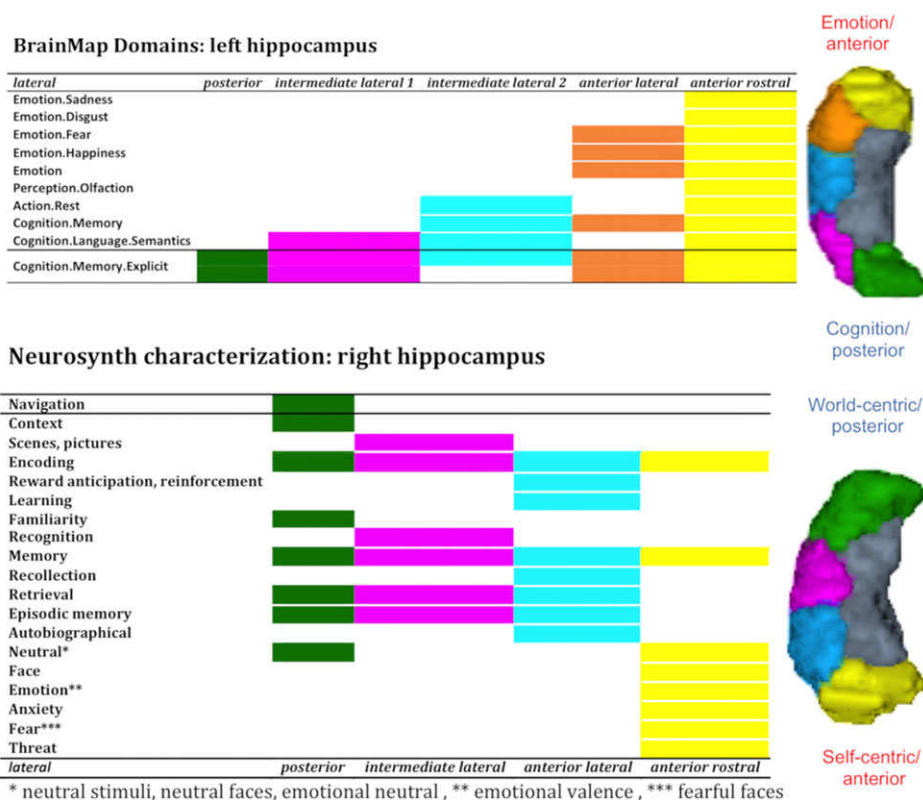 BrainMap Domains: left hippocampus
Emotion/
anterior
lateral posterior intermediate lateral 1 intermediate lateral 2 anterior lateral anterior rostral
Emotion.Sadness
Emotion.Disgust
Emotion.Fear
Emotion.Happiness
Emotion
Perception.Olfaction
Action.Rest
Cognition.Memory
Cognition.Language.Semantics
Cognition.Memory.Explicit
Cognition/
posterior
Neurosynth characterization: right hippocampus
World-centric/
posterior
Navigation
Context
Scenes, pictures
Encoding
Reward anticipation, reinforcement
Learning
Familiarity
Recognition
Memory
Recollection
Retrieval
Episodic memory
Autobiographical
Neutral*
Face
Emotion**
Anxiety
Fear***
Threat
lateral posterior intermediate lateral anterior lateral anterior rostral
Self-centric/
anterior
* neutral stimuli, neutral faces, emotional neutral , ** emotional valence , *** fearful faces